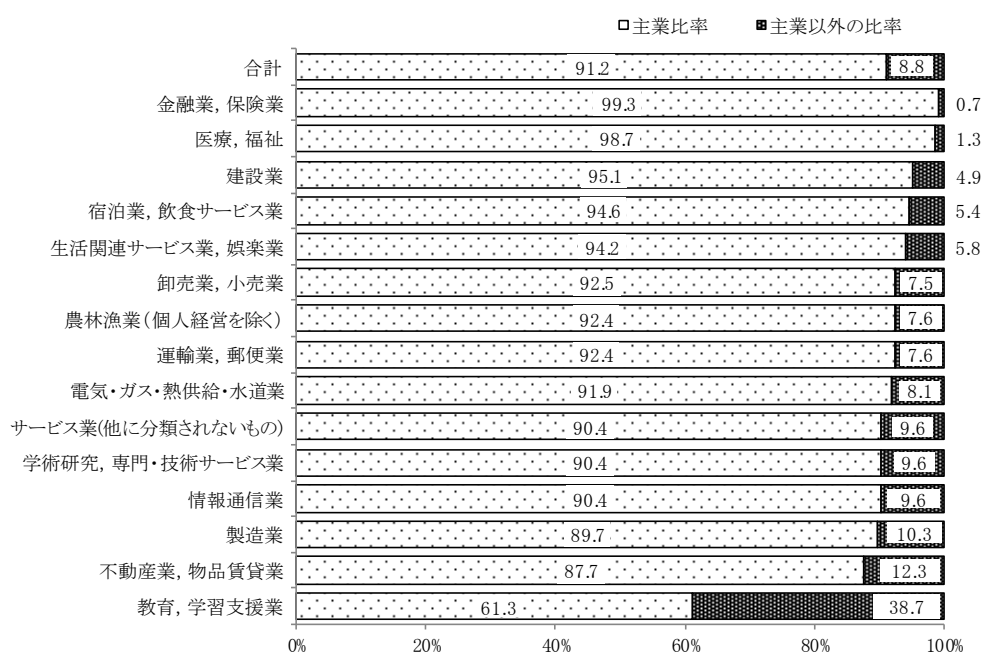 主業比率 主業以外の比率
合計 91.2 8.8
金融業, 保険業 99.3 0.7
医療, 福祉 98.7 1.3
建設業 95.1 4.9
宿泊業, 飲食サービス業 94.6 5.4
生活関連サービス業, 娯楽業 94.2 5.8
卸売業, 小売業 92.5 7.5
農林漁業(個人経営を除く) 92.4 7.6
運輸業, 郵便業 92.4 7.6
電気・ガス・熱供給・水道業 91.9 8.1
サービス業(他に分類されないもの) 90.4 9.6
学術研究, 専門・技術サービス業 90.4 9.6
情報通信業 90.4 9.6
製造業 89.7 10.3
不動産業, 物品賃貸業 87.7 12.3
教育, 学習支援業 61.3 38.7
0% 20% 40% 60% 80% 100%